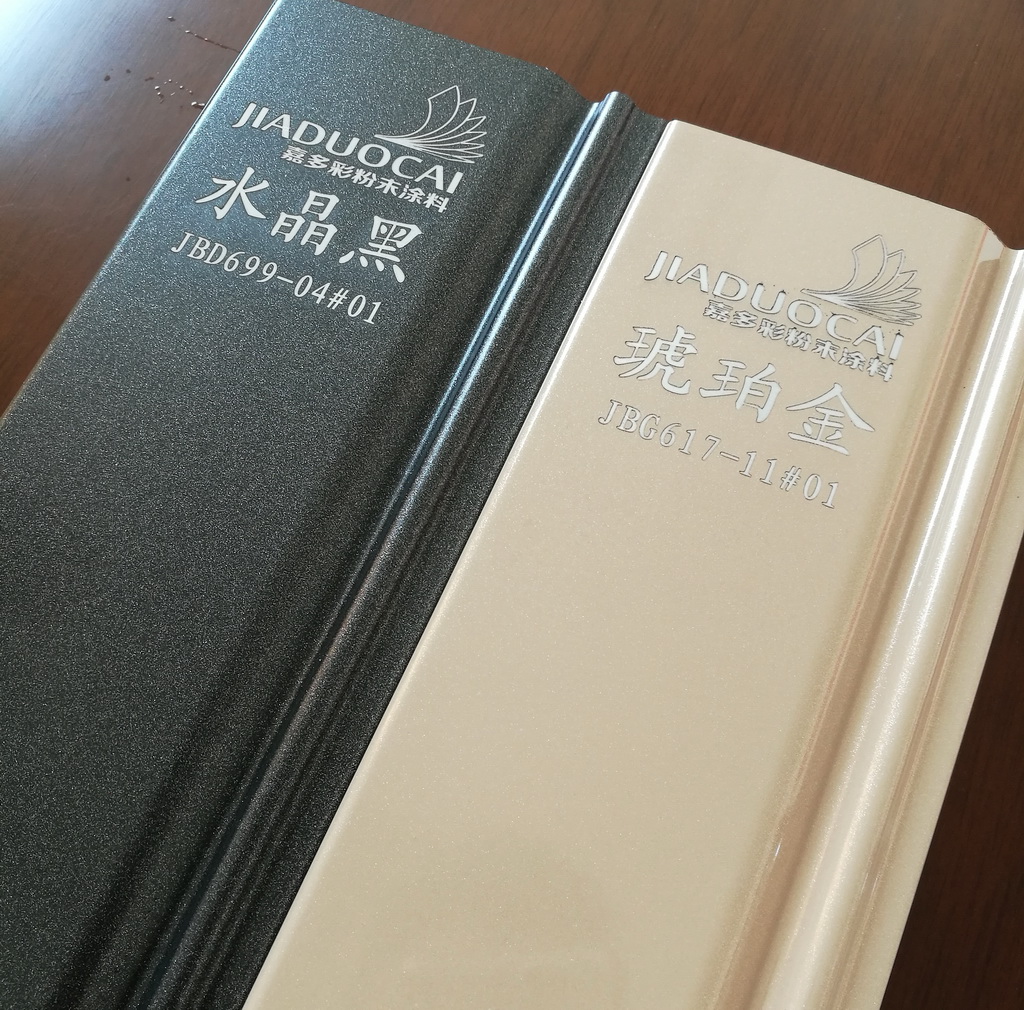 JIADUOCAI
嘉多彩粉末涂料
水晶黑
JBD699-04#01
JIADUOCAI
嘉多彩粉末涂料
琥珀金
JBG617-11#01